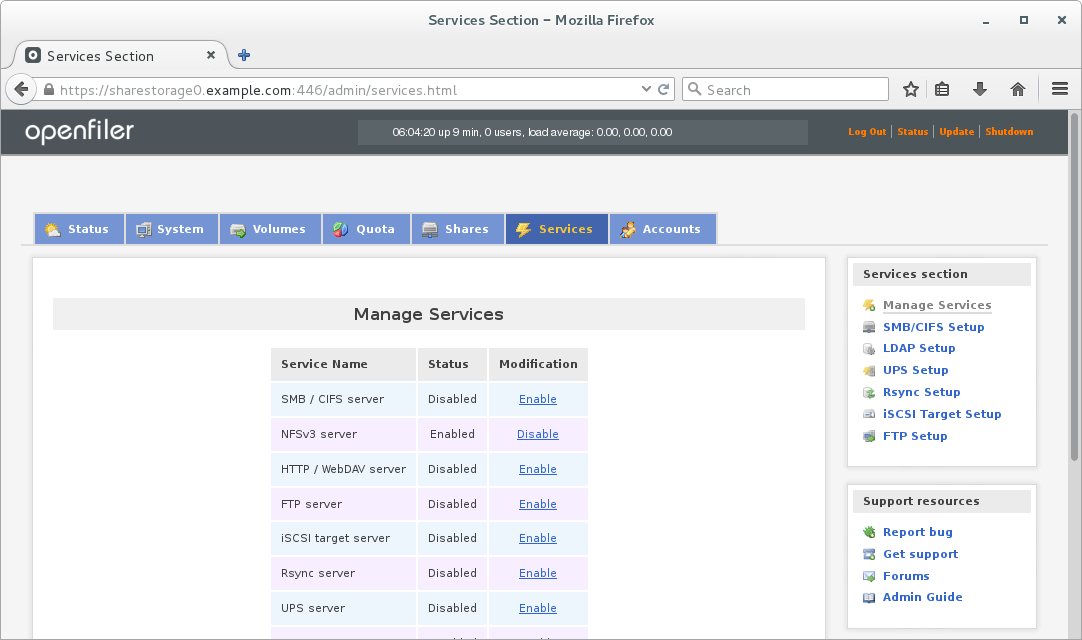 Services Section – Mozilla Firefox
Services Section
https://sharestorage0.example.com:446/admin/services.html
Search
openfiler
06:04:20 up 9 min, 0 users, load average: 0.00, 0.00, 0.00
Log Out | Status | Update | Shutdown
Status System Volumes Quota Shares Services Accounts
Manage Services
Service Name Status Modification
SMB / CIFS server Disabled Enable
NFSv3 server Enabled Disable
HTTP / WebDAV server Disabled Enable
FTP server Disabled Enable
iSCSI target server Disabled Enable
Rsync server Disabled Enable
UPS server Disabled Enable
Services section
Manage Services
SMB/CIFS Setup
LDAP Setup
UPS Setup
Rsync Setup
iSCSI Target Setup
FTP Setup
Support resources
Report bug
Get support
Forums
Admin Guide